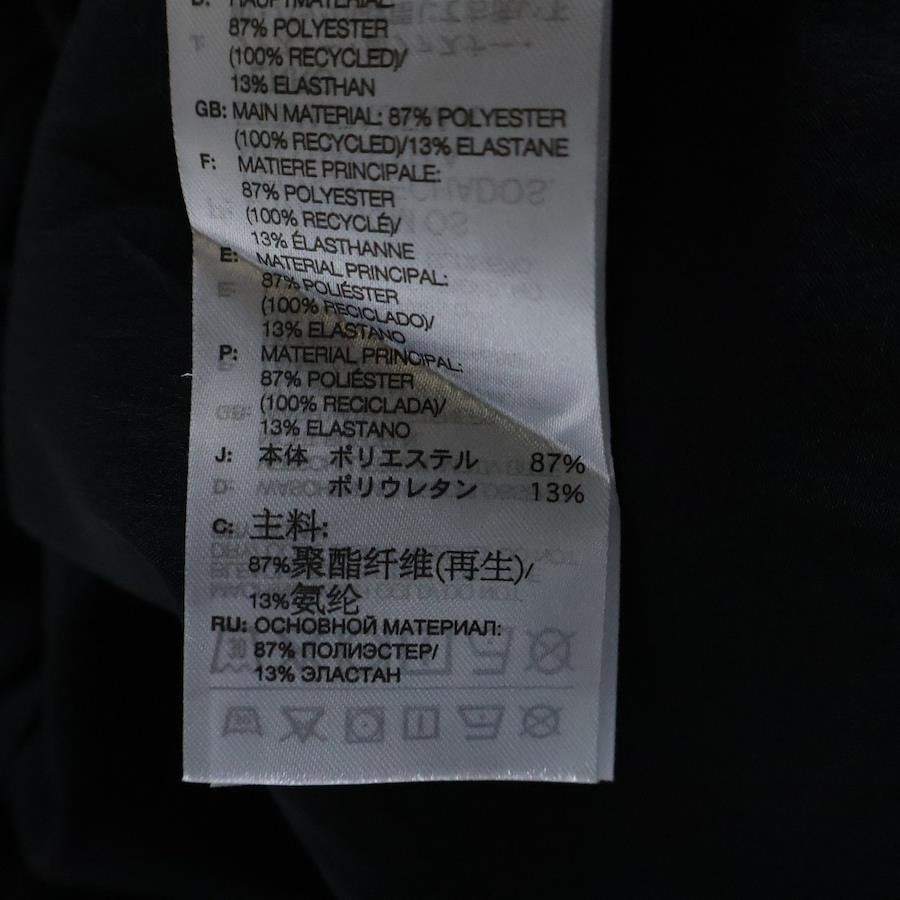 D: HAUPTMATERIAL:
87% POLYESTER
(100% RECYCLED)/
13% ELASTHAN
GB: MAIN MATERIAL: 87% POLYESTER
(100% RECYCLED)/13% ELASTANE
F: MATIERE PRINCIPALE:
87% POLYESTER
(100% RECYCLÉ)/
13% ÉLASTHANNE
E: MATERIAL PRINCIPAL:
87% POLIÉSTER
(100% RECICLADO)/
13% ELASTANO
P: MATERIAL PRINCIPAL:
87% POLIÉSTER
(100% RECICLADA)/
13% ELASTANO
J: 本体 ポリエステル 87%
ポリウレタン 13%
C: 主料:
87%聚酯纤维(再生)/
13%氨纶
RU: ОСНОВНОЙ МАТЕРИАЛ:
87% ПОЛИЭСТЕР/
13% ЭЛАСТАН